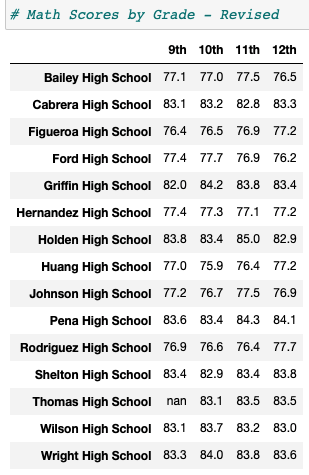 # Math Scores by Grade - Revised
9th 10th 11th 12th
Bailey High School 77.1 77.0 77.5 76.5
Cabrera High School 83.1 83.2 82.8 83.3
Figueroa High School 76.4 76.5 76.9 77.2
Ford High School 77.4 77.7 76.9 76.2
Griffin High School 82.0 84.2 83.8 83.4
Hernandez High School 77.4 77.3 77.1 77.2
Holden High School 83.8 83.4 85.0 82.9
Huang High School 77.0 75.9 76.4 77.2
Johnson High School 77.2 76.7 77.5 76.9
Pena High School 83.6 83.4 84.3 84.1
Rodriguez High School 76.9 76.6 76.4 77.7
Shelton High School 83.4 82.9 83.4 83.8
Thomas High School nan 83.1 83.5 83.5
Wilson High School 83.1 83.7 83.2 83.0
Wright High School 83.3 84.0 83.8 83.6